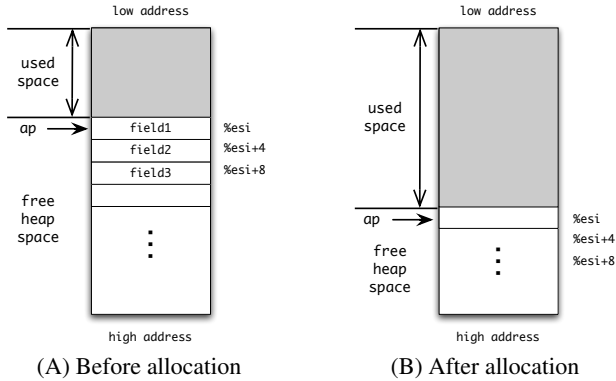 low address
used
space
ap
field1
%esi
field2
%esi+4
field3
%esi+8
free
heap
space
high address
(A) Before allocation
low address
used
space
ap
%esi
%esi+4
%esi+8
free
heap
space
high address
(B) After allocation